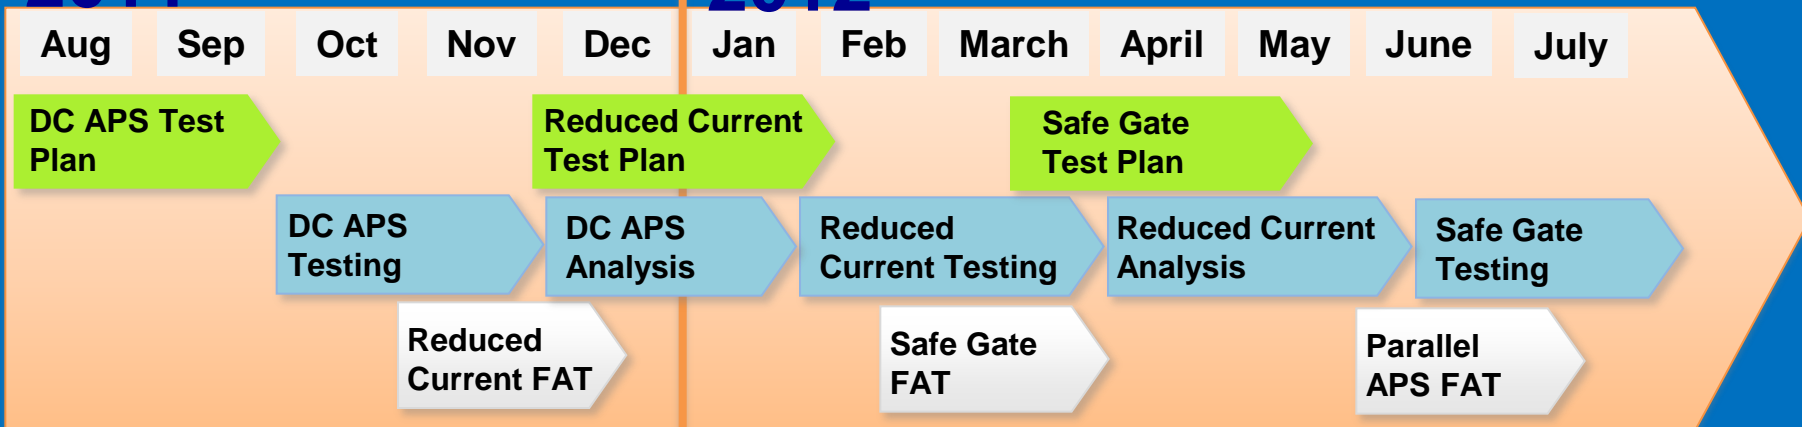 2011
2012
Aug Sep Oct Nov Dec Jan Feb March April May June July
DC APS Test
Plan
Reduced Current
Test Plan
Safe Gate
Test Plan
DC APS
Testing
DC APS
Analysis
Reduced
Current Testing
Reduced Current
Analysis
Safe Gate
Testing
Reduced
Current FAT
Safe Gate
FAT
Parallel
APS FAT